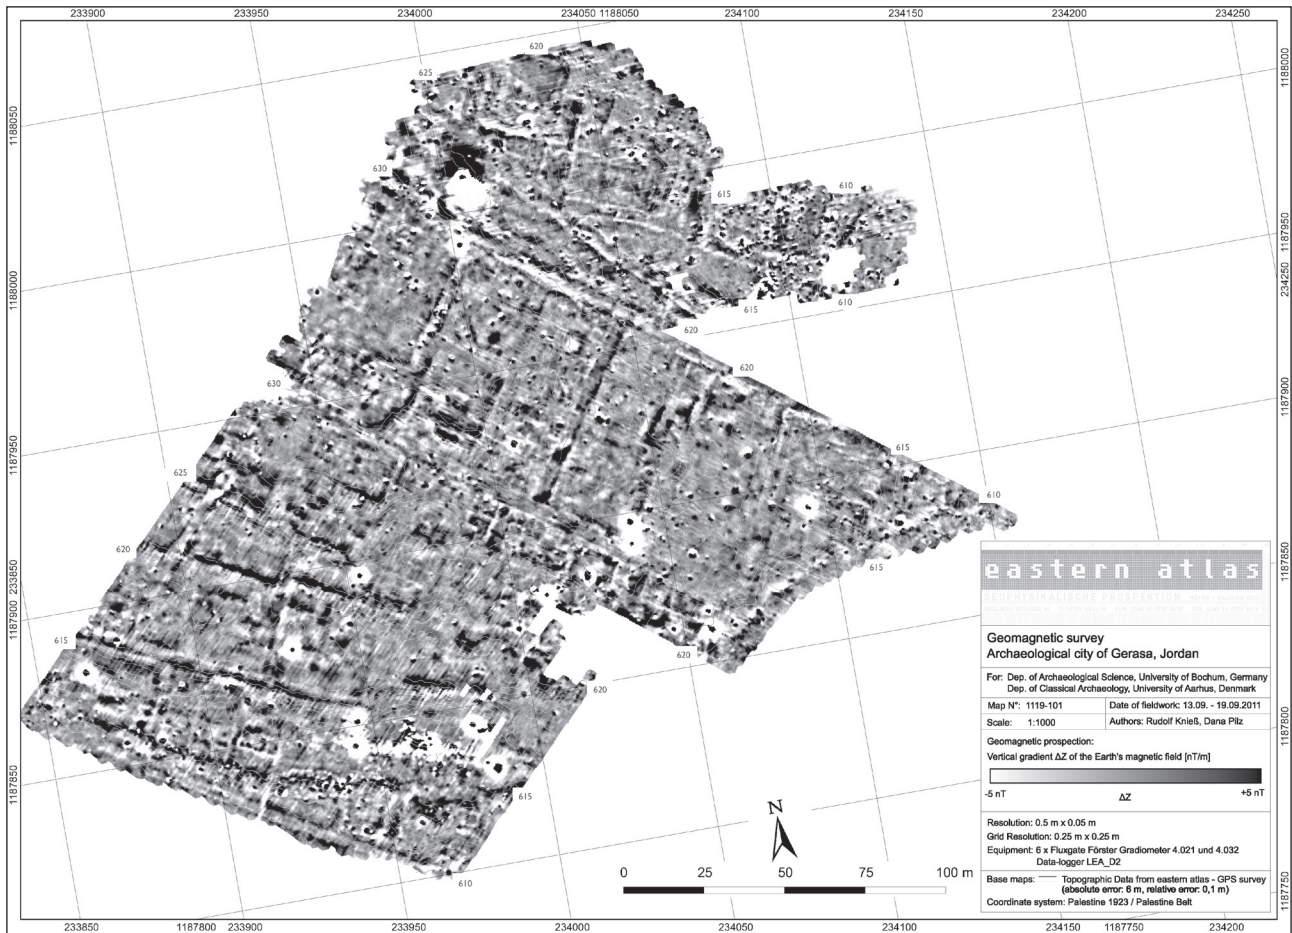 233900 233950 234000 234050 1188050 234100 234150 234200 234250
1188000
1187950
234250
1187900
1187850
1187800
1187750
1188050
1188000
1187950
233850
1187900
1187850
620
625
630
615
610
610
615
620
620
630
615
625
610
620
615
615
620
620
615
610
eastern atlas
GEOPHYSIKALISCHE PROSPEKTION
Geomagnetic survey
Archaeological city of Gerasa, Jordan
For: Dep. of Archaeological Science, University of Bochum, Germany
Dep. of Classical Archaeology, University of Aarhus, Denmark
Map N°: 1119-101 Date of fieldwork: 13.09. - 19.09.2011
Scale: 1:1000 Authors: Rudolf Knieß, Dana Pilz
Geomagnetic prospection:
Vertical gradient ΔZ of the Earth's magnetic field [nT/m]
-5 nT ΔZ +5 nT
Resolution: 0.5 m x 0.05 m
Grid Resolution: 0.25 m x 0.25 m
Equipment: 6 x Fluxgate Förster Gradiometer 4.021 und 4.032
Data-logger LEA_D2
Base maps: Topographic Data from eastern atlas - GPS survey
(absolute error: 6 m, relative error: 0,1 m)
Coordinate system: Palestine 1923 / Palestine Belt
N
0 25 50 75 100 m
233850 1187800 233900 233950 234000 234050 234100 1187750 234200